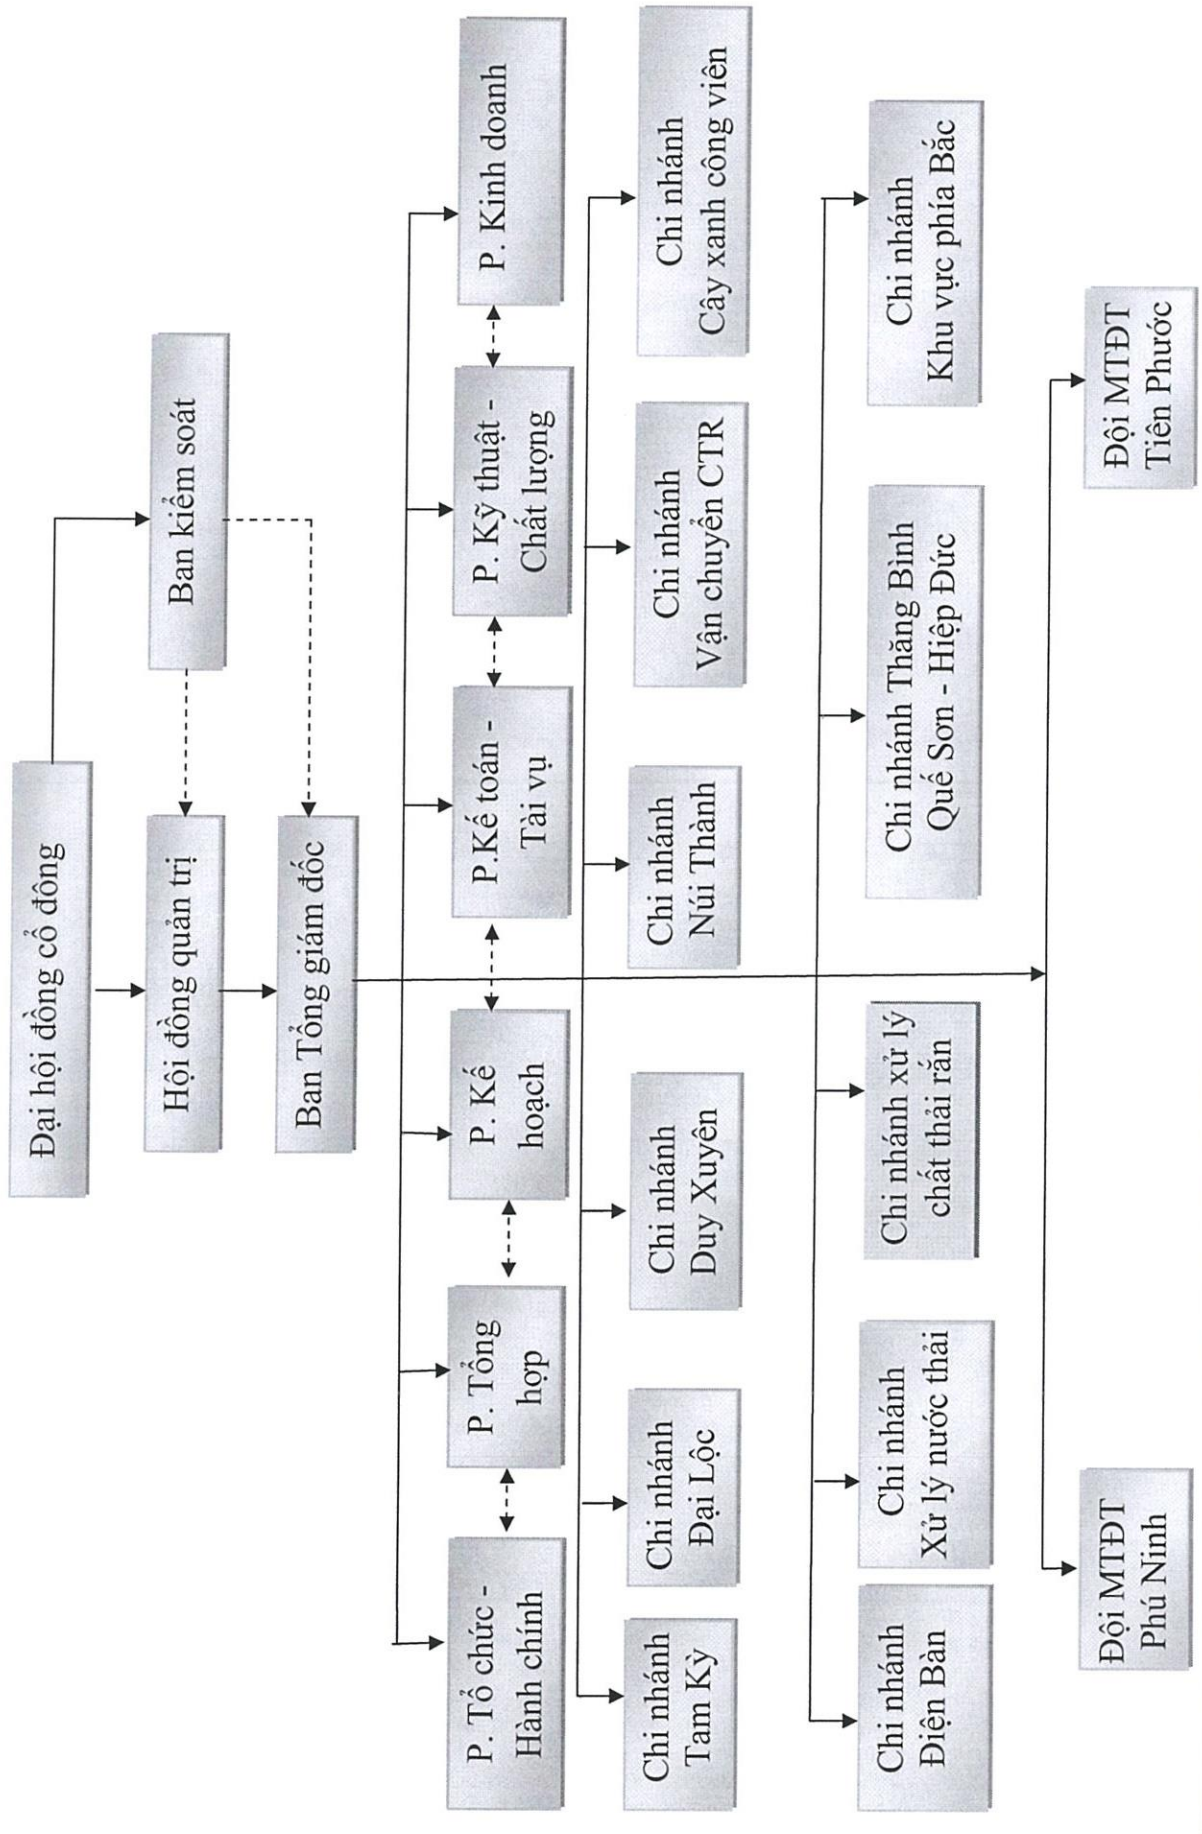 Đại hội đồng cổ đông
Ban kiểm soát
Hội đồng quản trị
Ban Tổng giám đốc
P. Tổ chức -
Hành chính
P. Tổng
hợp
P. Kế
hoạch
P.Kế toán -
Tài vụ
P. Kỹ thuật -
Chất lượng
P. Kinh doanh
Chi nhánh
Tam Kỳ
Chi nhánh
Đại Lộc
Chi nhánh
Duy Xuyên
Chi nhánh
Núi Thành
Chi nhánh
Vận chuyển CTR
Chi nhánh
Cây xanh công viên
Chi nhánh
Điện Bàn
Chi nhánh
Xử lý nước thải
Chi nhánh xử lý
chất thải rắn
Chi nhánh Thăng Bình
Quế Sơn - Hiệp Đức
Chi nhánh
Khu vực phía Bắc
Đội MTĐT
Phú Ninh
Đội MTĐT
Tiên Phước